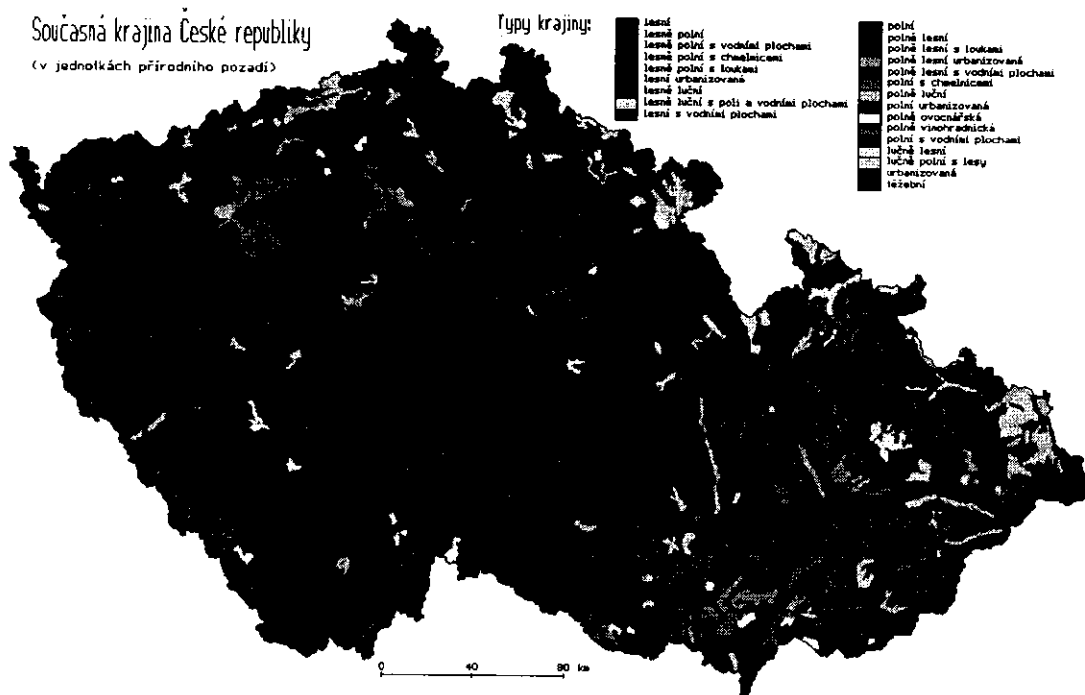 Současná krajina České republiky
(v jednotkách přírodního pozadí)
Typy krajiny:
lesní
lesně polní
lesně polní s vodními plochami
lesně polní s chmelnicemi
lesně polní s loukami
lesní urbanizovaná
lesně luční
lesně luční s poli a vodními plochami
lesní s vodními plochami
polní
polně lesní
polně lesní s loukami
polně lesní urbanizovaná
polně lesní s vodními plochami
polní s chmelnicemi
polně luční
polní urbanizovaná
polně ovocnářská
polně vinohradnická
polní s vodními plochami
lučně lesní
lučně polní s lesy
urbanizovaná
těžební
0 40 80 km